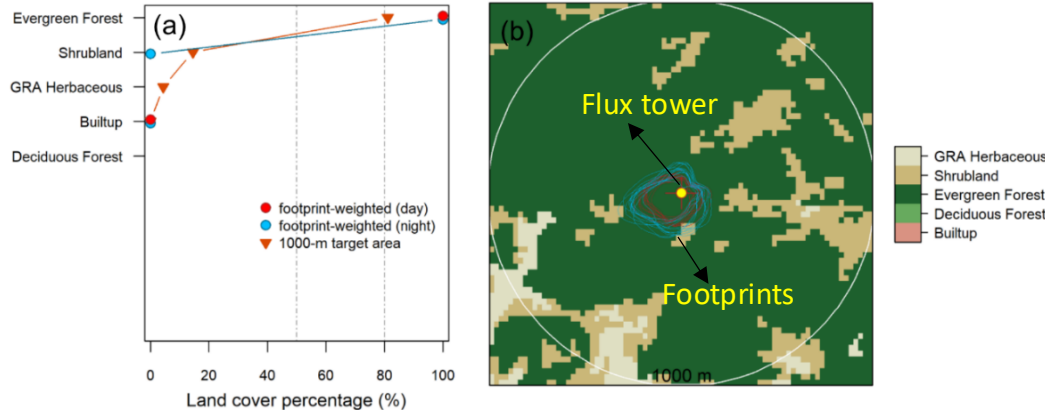 (a)
Evergreen Forest
Shrubland
GRA Herbaceous
Builtup
Deciduous Forest
footprint-weighted (day)
footprint-weighted (night)
1000-m target area
0 20 40 60 80 100
Land cover percentage (%)
(b)
Flux tower
Footprints
1000 m
GRA Herbaceous
Shrubland
Evergreen Forest
Deciduous Forest
Builtup